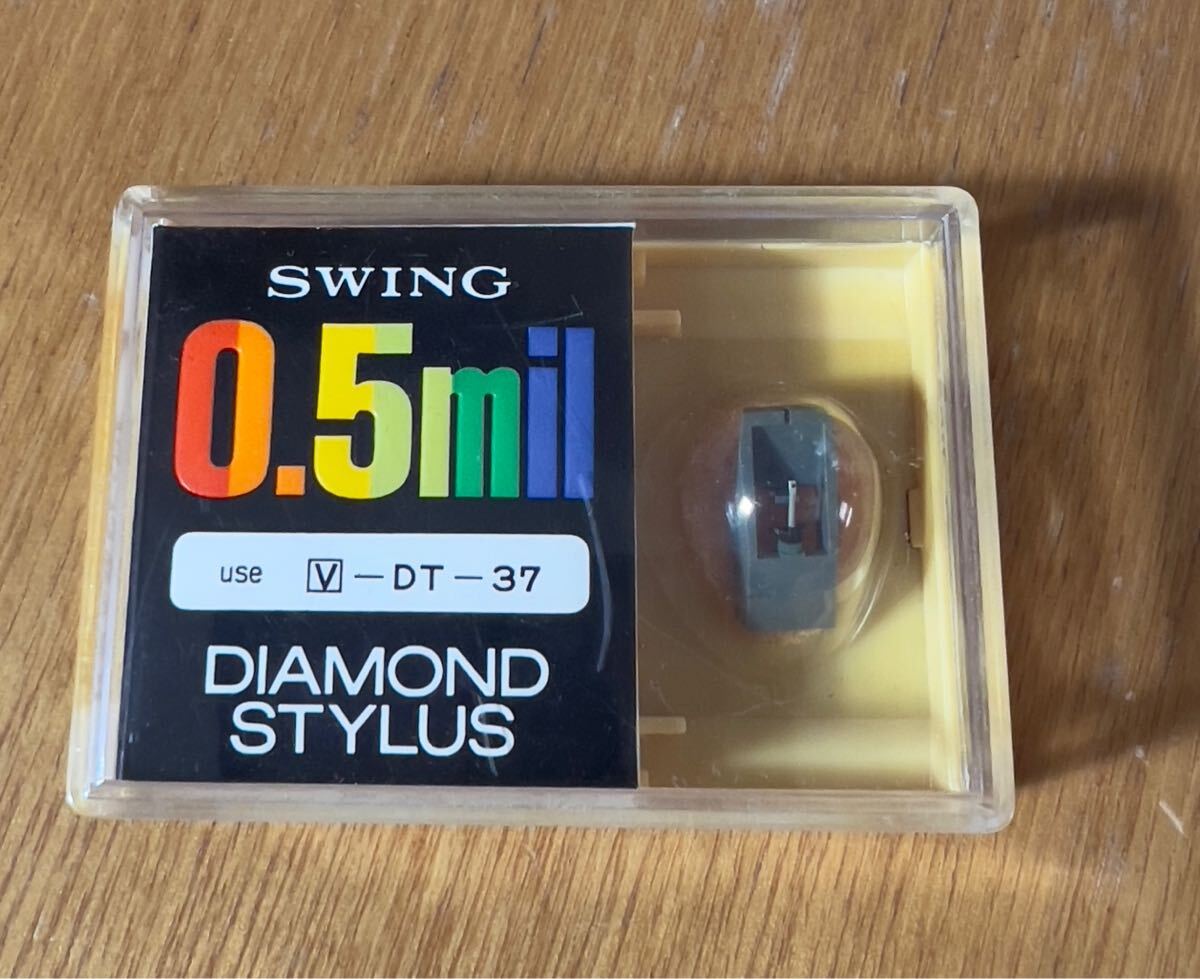 SWING
0.5mil
use V-DT-37
DIAMOND
STYLUS